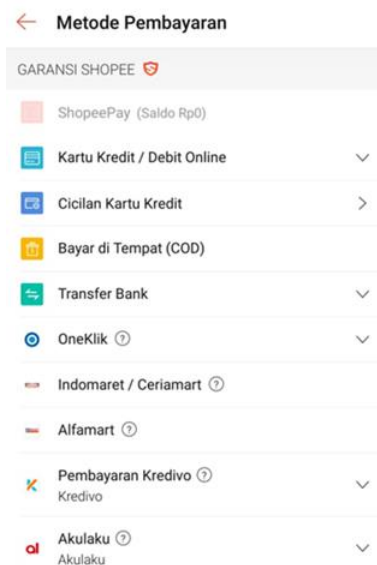 Metode Pembayaran
GARANSI SHOPEE
ShopeePay (Saldo Rp0)
Kartu Kredit / Debit Online
Cicilan Kartu Kredit
Bayar di Tempat (COD)
Transfer Bank
OneKlik ?
Indomaret / Ceriamart ?
Alfamart ?
Pembayaran Kredivo ?
Kredivo
Akulaku ?
Akulaku